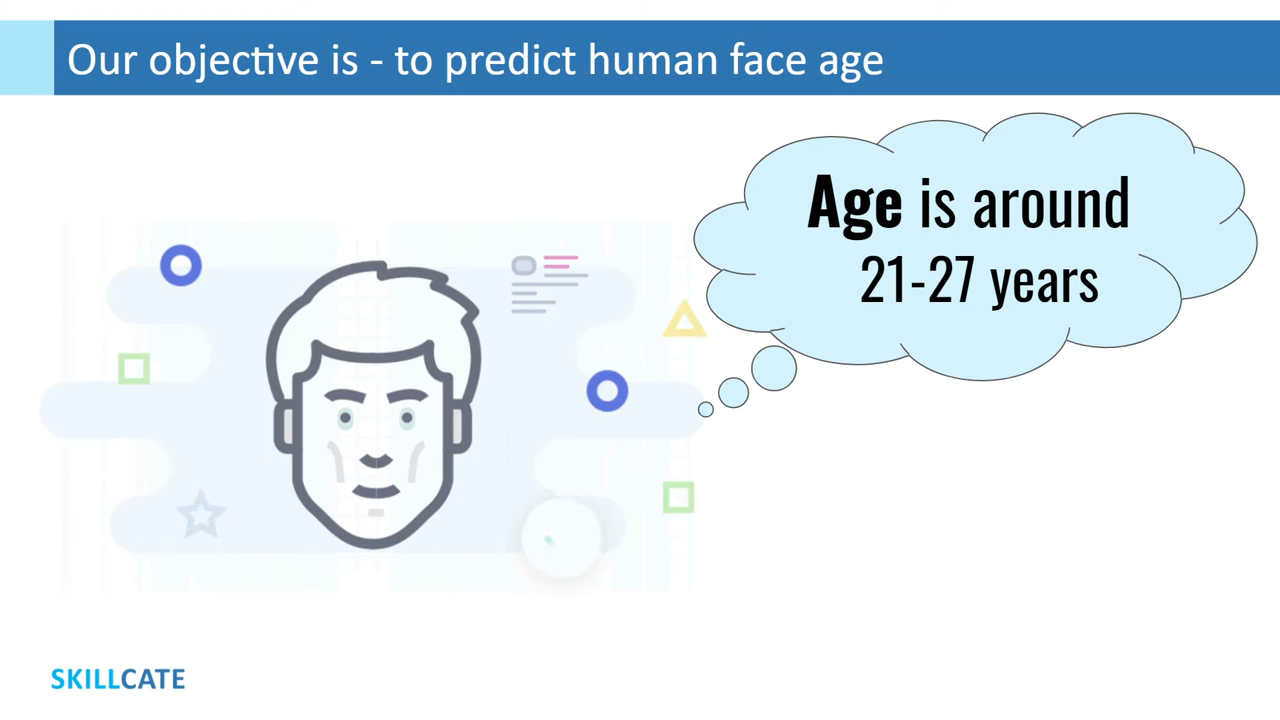 Our objective is - to predict human face age
Age is around
21-27 years
SKILLCATE